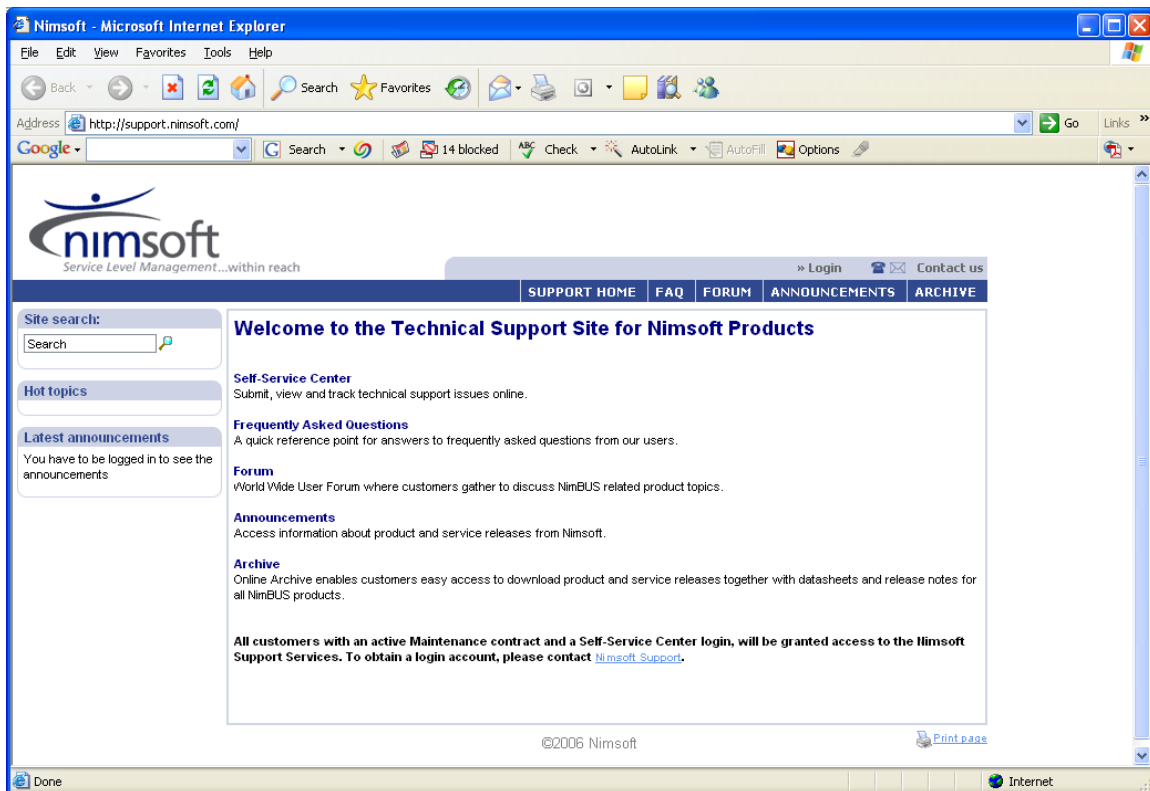 Nimsoft - Microsoft Internet Explorer
File Edit View Favorites Tools Help
Back Search Favorites
Address http://support.nimsoft.com/ Go Links »
Google Search 14 blocked ABC Check AutoLink AutoFill Options
nimsoft
Service Level Management...within reach
» Login Contact us
SUPPORT HOME FAQ FORUM ANNOUNCEMENTS ARCHIVE
Site search:
Search
Hot topics
Latest announcements
You have to be logged in to see the
announcements
Welcome to the Technical Support Site for Nimsoft Products
Self-Service Center
Submit, view and track technical support issues online.
Frequently Asked Questions
A quick reference point for answers to frequently asked questions from our users.
Forum
World Wide User Forum where customers gather to discuss NimBUS related product topics.
Announcements
Access information about product and service releases from Nimsoft.
Archive
Online Archive enables customers easy access to download product and service releases together with datasheets and release notes for
all NimBUS products.
All customers with an active Maintenance contract and a Self-Service Center login, will be granted access to the Nimsoft
Support Services. To obtain a login account, please contact Nimsoft Support.
©2006 Nimsoft
Print page
Done Internet